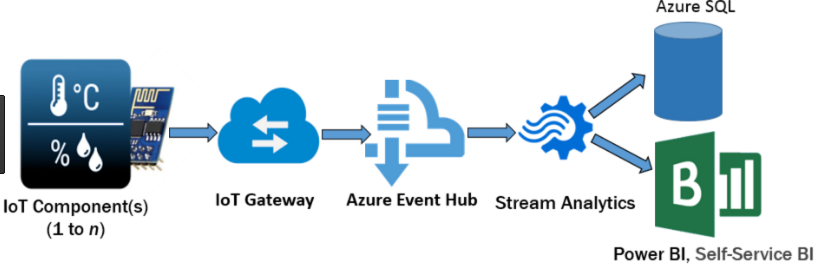 Azure SQL
°C
%
IoT Component(s)
(1 to n)
IoT Gateway
Azure Event Hub
Stream Analytics
B
Power BI, Self-Service BI